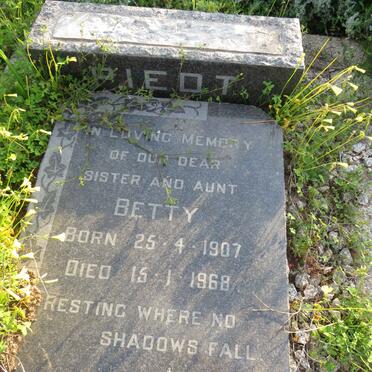 PIEDT
IN LOVING MEMORY
OF OUR DEAR
SISTER AND AUNT
BETTY
BORN 25-4-1907
DIED 15-1-1968
RESTING WHERE NO
SHADOWS FALL